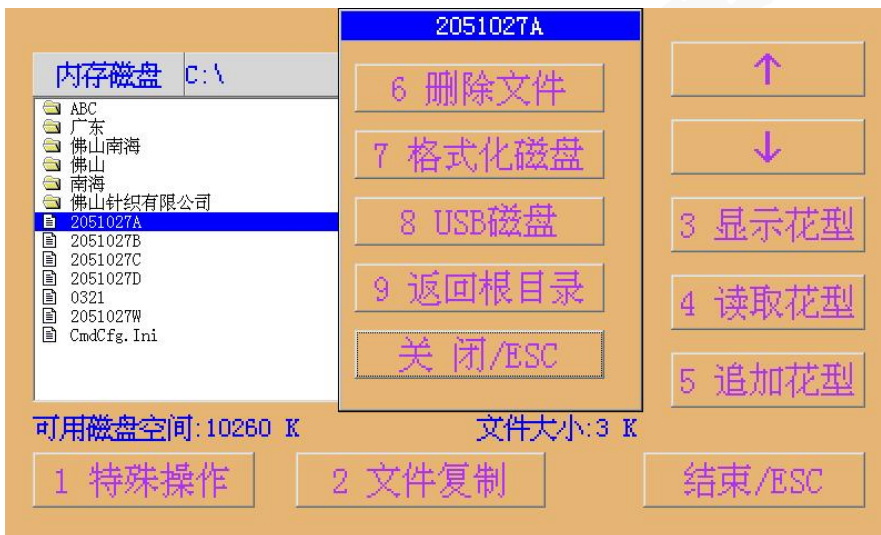 2051027A
内存磁盘 C:\
ABC
广东
佛山南海
佛山
南海
佛山针织有限公司
2051027A
2051027B
2051027C
2051027D
0321
2051027W
CmdCfg.Ini
6 删除文件
7 格式化磁盘
8 USB磁盘
9 返回根目录
关 闭/ESC
↑
↓
3 显示花型
4 读取花型
5 追加花型
可用磁盘空间:10260 K
文件大小:3 K
1 特殊操作
2 文件复制
结束/ESC